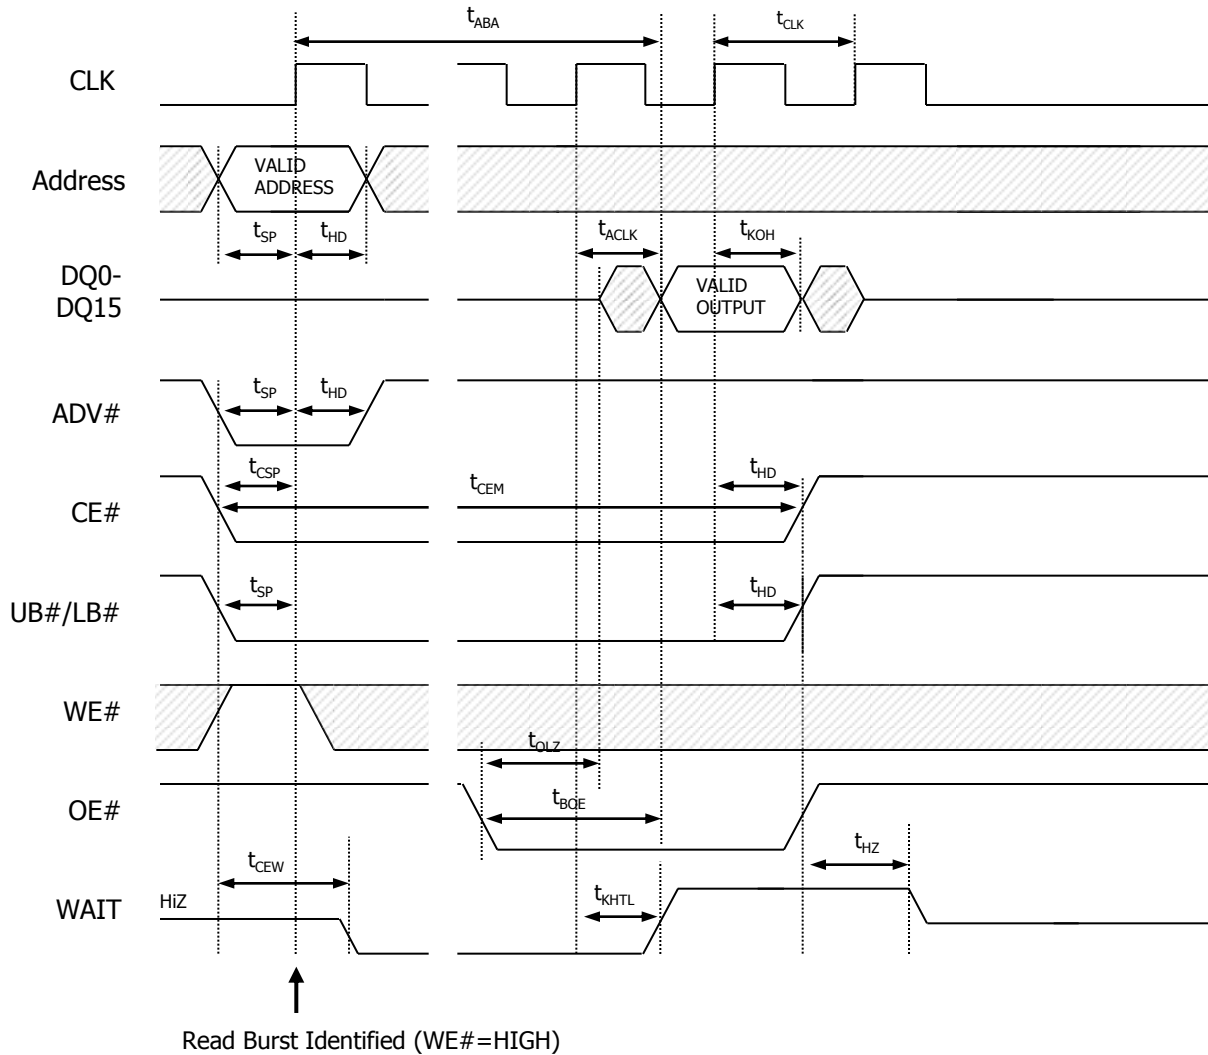 tABA
tCLK
CLK
Address
VALID
ADDRESS
tSP
tHD
tACLK
tKOH
DQ0-
DQ15
VALID
OUTPUT
ADV#
tSP
tHD
CE#
tCSP
tCEM
tHD
UB#/LB#
tSP
tHD
WE#
tOLZ
OE#
tBOE
tHZ
WAIT
HiZ
tCEW
tKHTL
Read Burst Identified (WE#=HIGH)